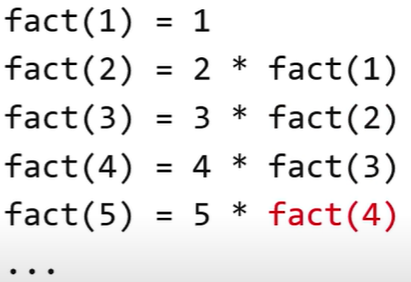 fact(1) = 1
fact(2) = 2 * fact(1)
fact(3) = 3 * fact(2)
fact(4) = 4 * fact(3)
fact(5) = 5 * fact(4)
...